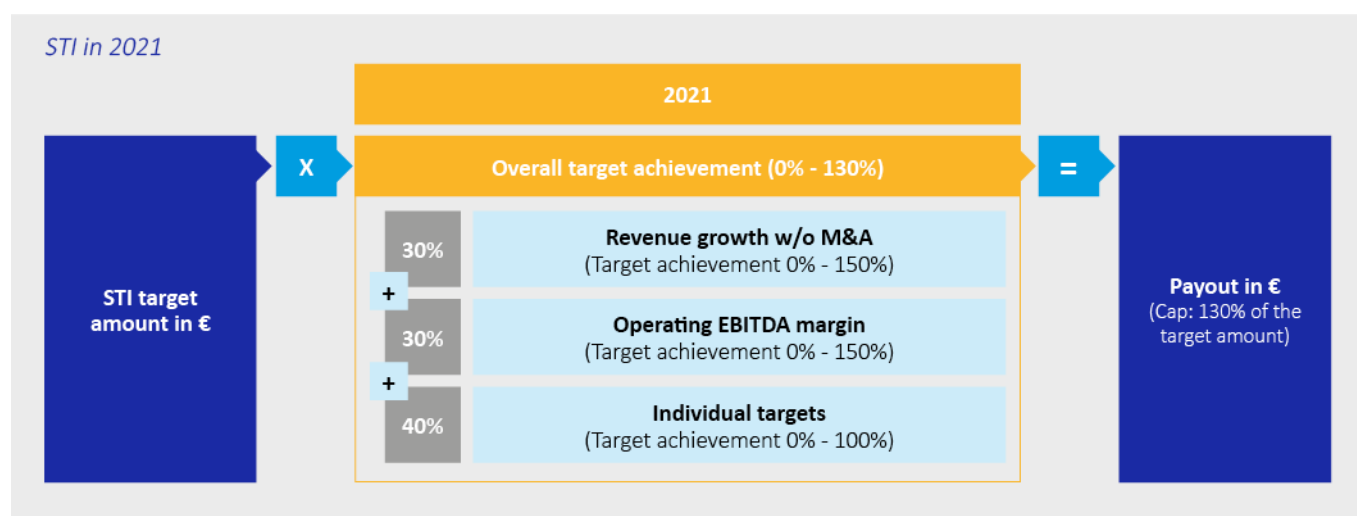 STI in 2021
2021
STI target
amount in €
X
Overall target achievement (0% - 130%)
=
30%
Revenue growth w/o M&A
(Target achievement 0% - 150%)
+
30%
Operating EBITDA margin
(Target achievement 0% - 150%)
+
40%
Individual targets
(Target achievement 0% - 100%)
Payout in €
(Cap: 130% of the
target amount)